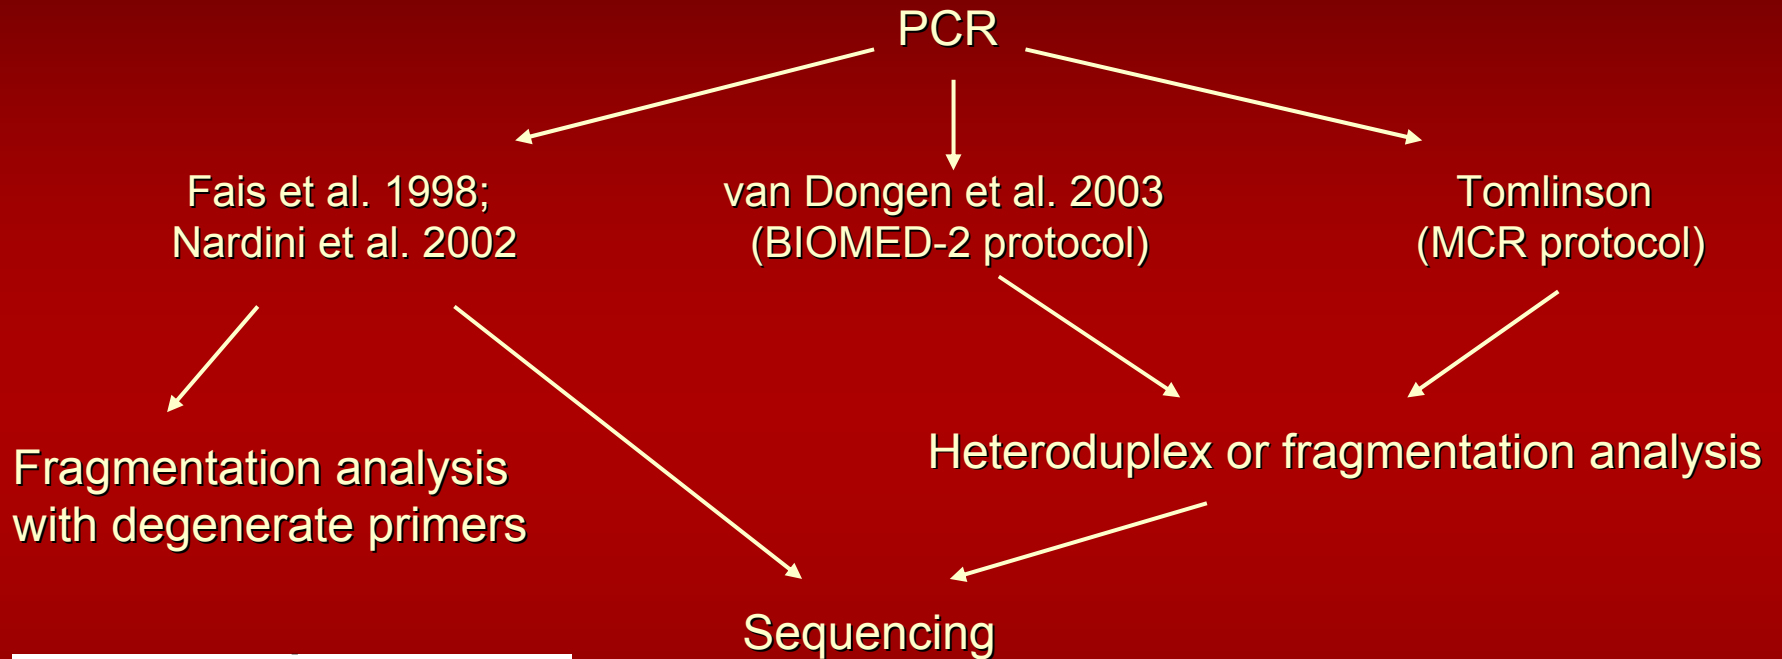 PCR
Fais et al. 1998;
Nardini et al. 2002
van Dongen et al. 2003
(BIOMED-2 protocol)
Tomlinson
(MCR protocol)
Fragmentation analysis
with degenerate primers
Heteroduplex or fragmentation analysis
Sequencing